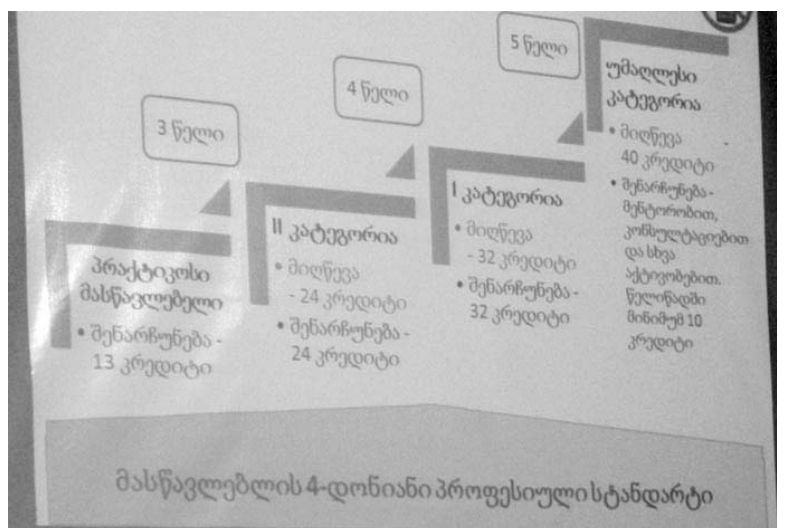 3 წელი
4 წელი
5 წელი
პრაქტიკოსი
მასწავლებელი
• შენარჩუნება -
13 კრედიტი
II კატეგორია
• მიღწევა
- 24 კრედიტი
• შენარჩუნება -
24 კრედიტი
I კატეგორია
• მიღწევა
- 32 კრედიტი
• შენარჩუნება -
32 კრედიტი
უმაღლესი
კატეგორია
• მიღწევა -
40 კრედიტი
• შენარჩუნება -
მენტორობით,
კონსულტაციებით
და სხვა
აქტივობებით.
წელიწადში
მინიმუმ 10
კრედიტი
მასწავლებლის 4-დონიანი პროფესიული სტანდარტი